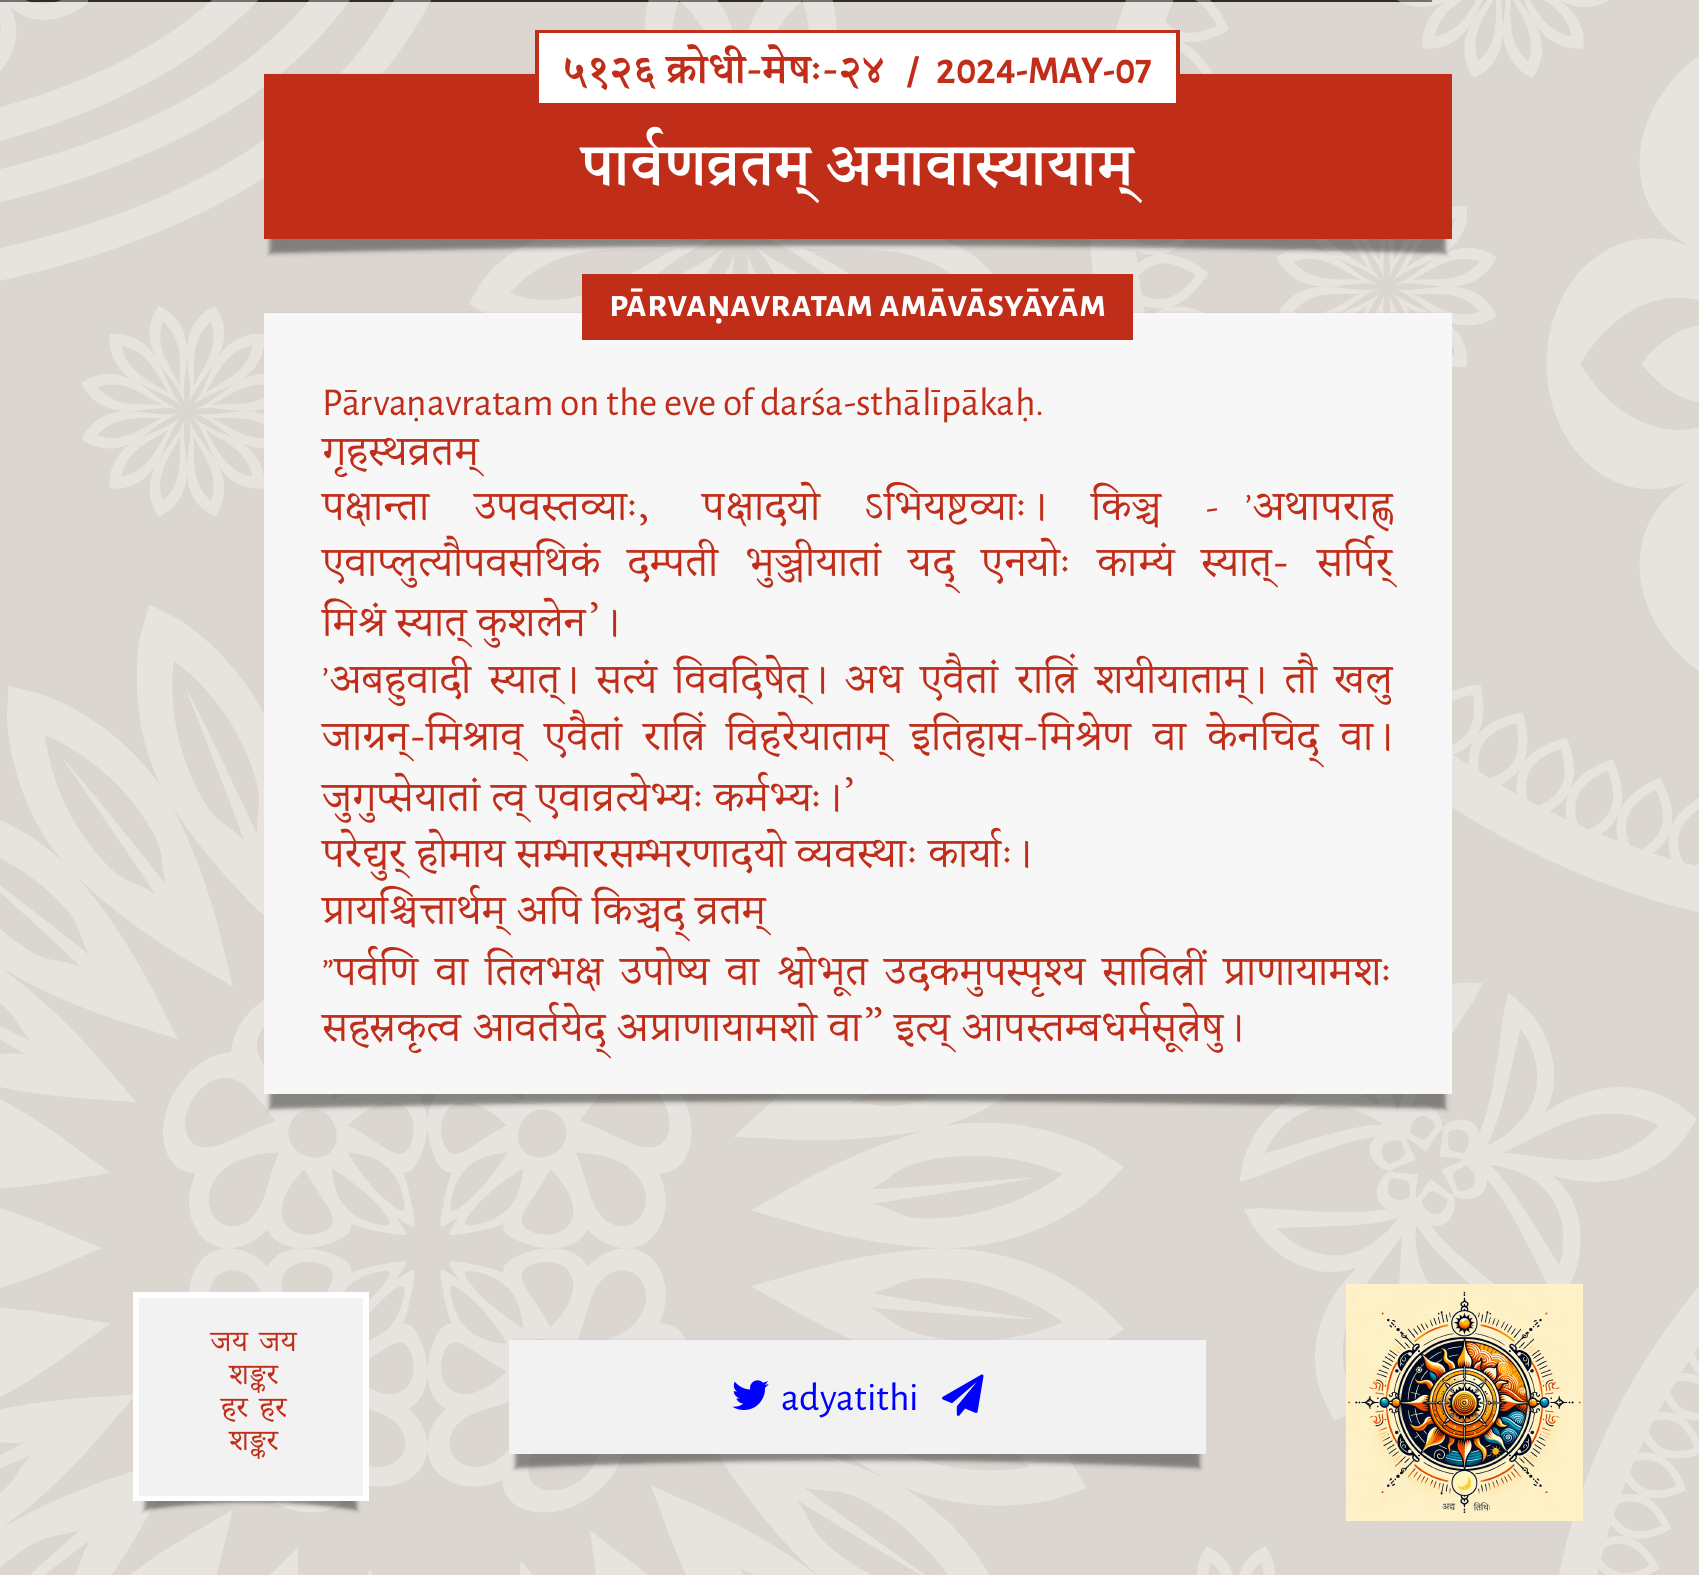 ५१२६ क्रोधी-मेषः-२४ / 2024-MAY-07
पार्वणव्रतम् अमावास्यायाम्
PĀRVAṆAVRATAM AMĀVĀSYĀYĀM
Pārvaṇavratam on the eve of darśa-sthālīpākaḥ.
गृहस्थव्रतम्
पक्षान्ता उपवस्तव्याः, पक्षादयो ऽभियष्टव्याः। किञ्च - ’अथापराह्ण
एवाप्लुत्यौपवसथिकं दम्पती भुञ्जीयातां यद् एनयोः काम्यं स्यात्- सर्पिर्
मिश्रं स्यात् कुशलेन’।
’अबहुवादी स्यात्। सत्यं विवदिषेत्। अध एवैतां रात्रिं शयीयाताम्। तौ खलु
जाग्रन्-मिश्राव् एवैतां रात्रिं विहरेयाताम् इतिहास-मिश्रेण वा केनचिद् वा।
जुगुप्सेयातां त्व् एवाव्रत्येभ्यः कर्मभ्यः।’
परेद्युर् होमाय सम्भारसम्भरणादयो व्यवस्थाः कार्याः।
प्रायश्चित्तार्थम् अपि किञ्चद् व्रतम्
”पर्वणि वा तिलभक्ष उपोष्य वा श्वोभूत उदकमुपस्पृश्य सावित्रीं प्राणायामशः
सहस्रकृत्व आवर्तयेद् अप्राणायामशो वा” इत्य् आपस्तम्बधर्मसूत्रेषु।
जय जय
शङ्कर
हर हर
शङ्कर
adyatithi
अद्य तिथिः